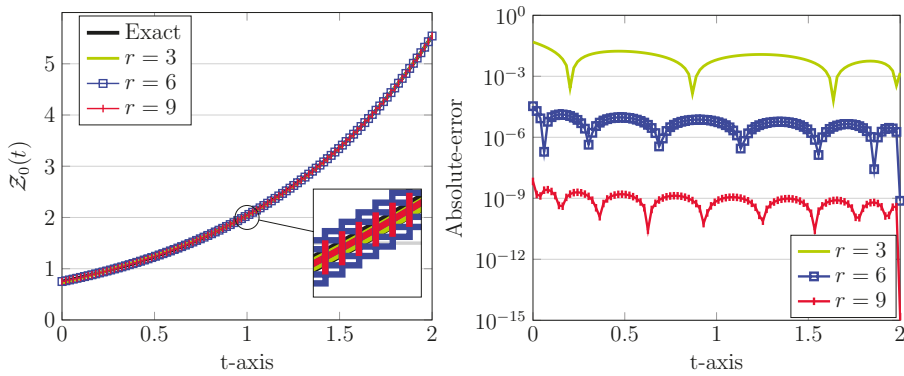 Exact
r = 3
r = 6
r = 9
5
4
3
2
1
0
0.5
1
1.5
2
t-axis
𝒵₀(t)
10⁰
10⁻³
10⁻⁶
10⁻⁹
10⁻¹²
10⁻¹⁵
0
0.5
1
1.5
2
t-axis
Absolute-error
r = 3
r = 6
r = 9